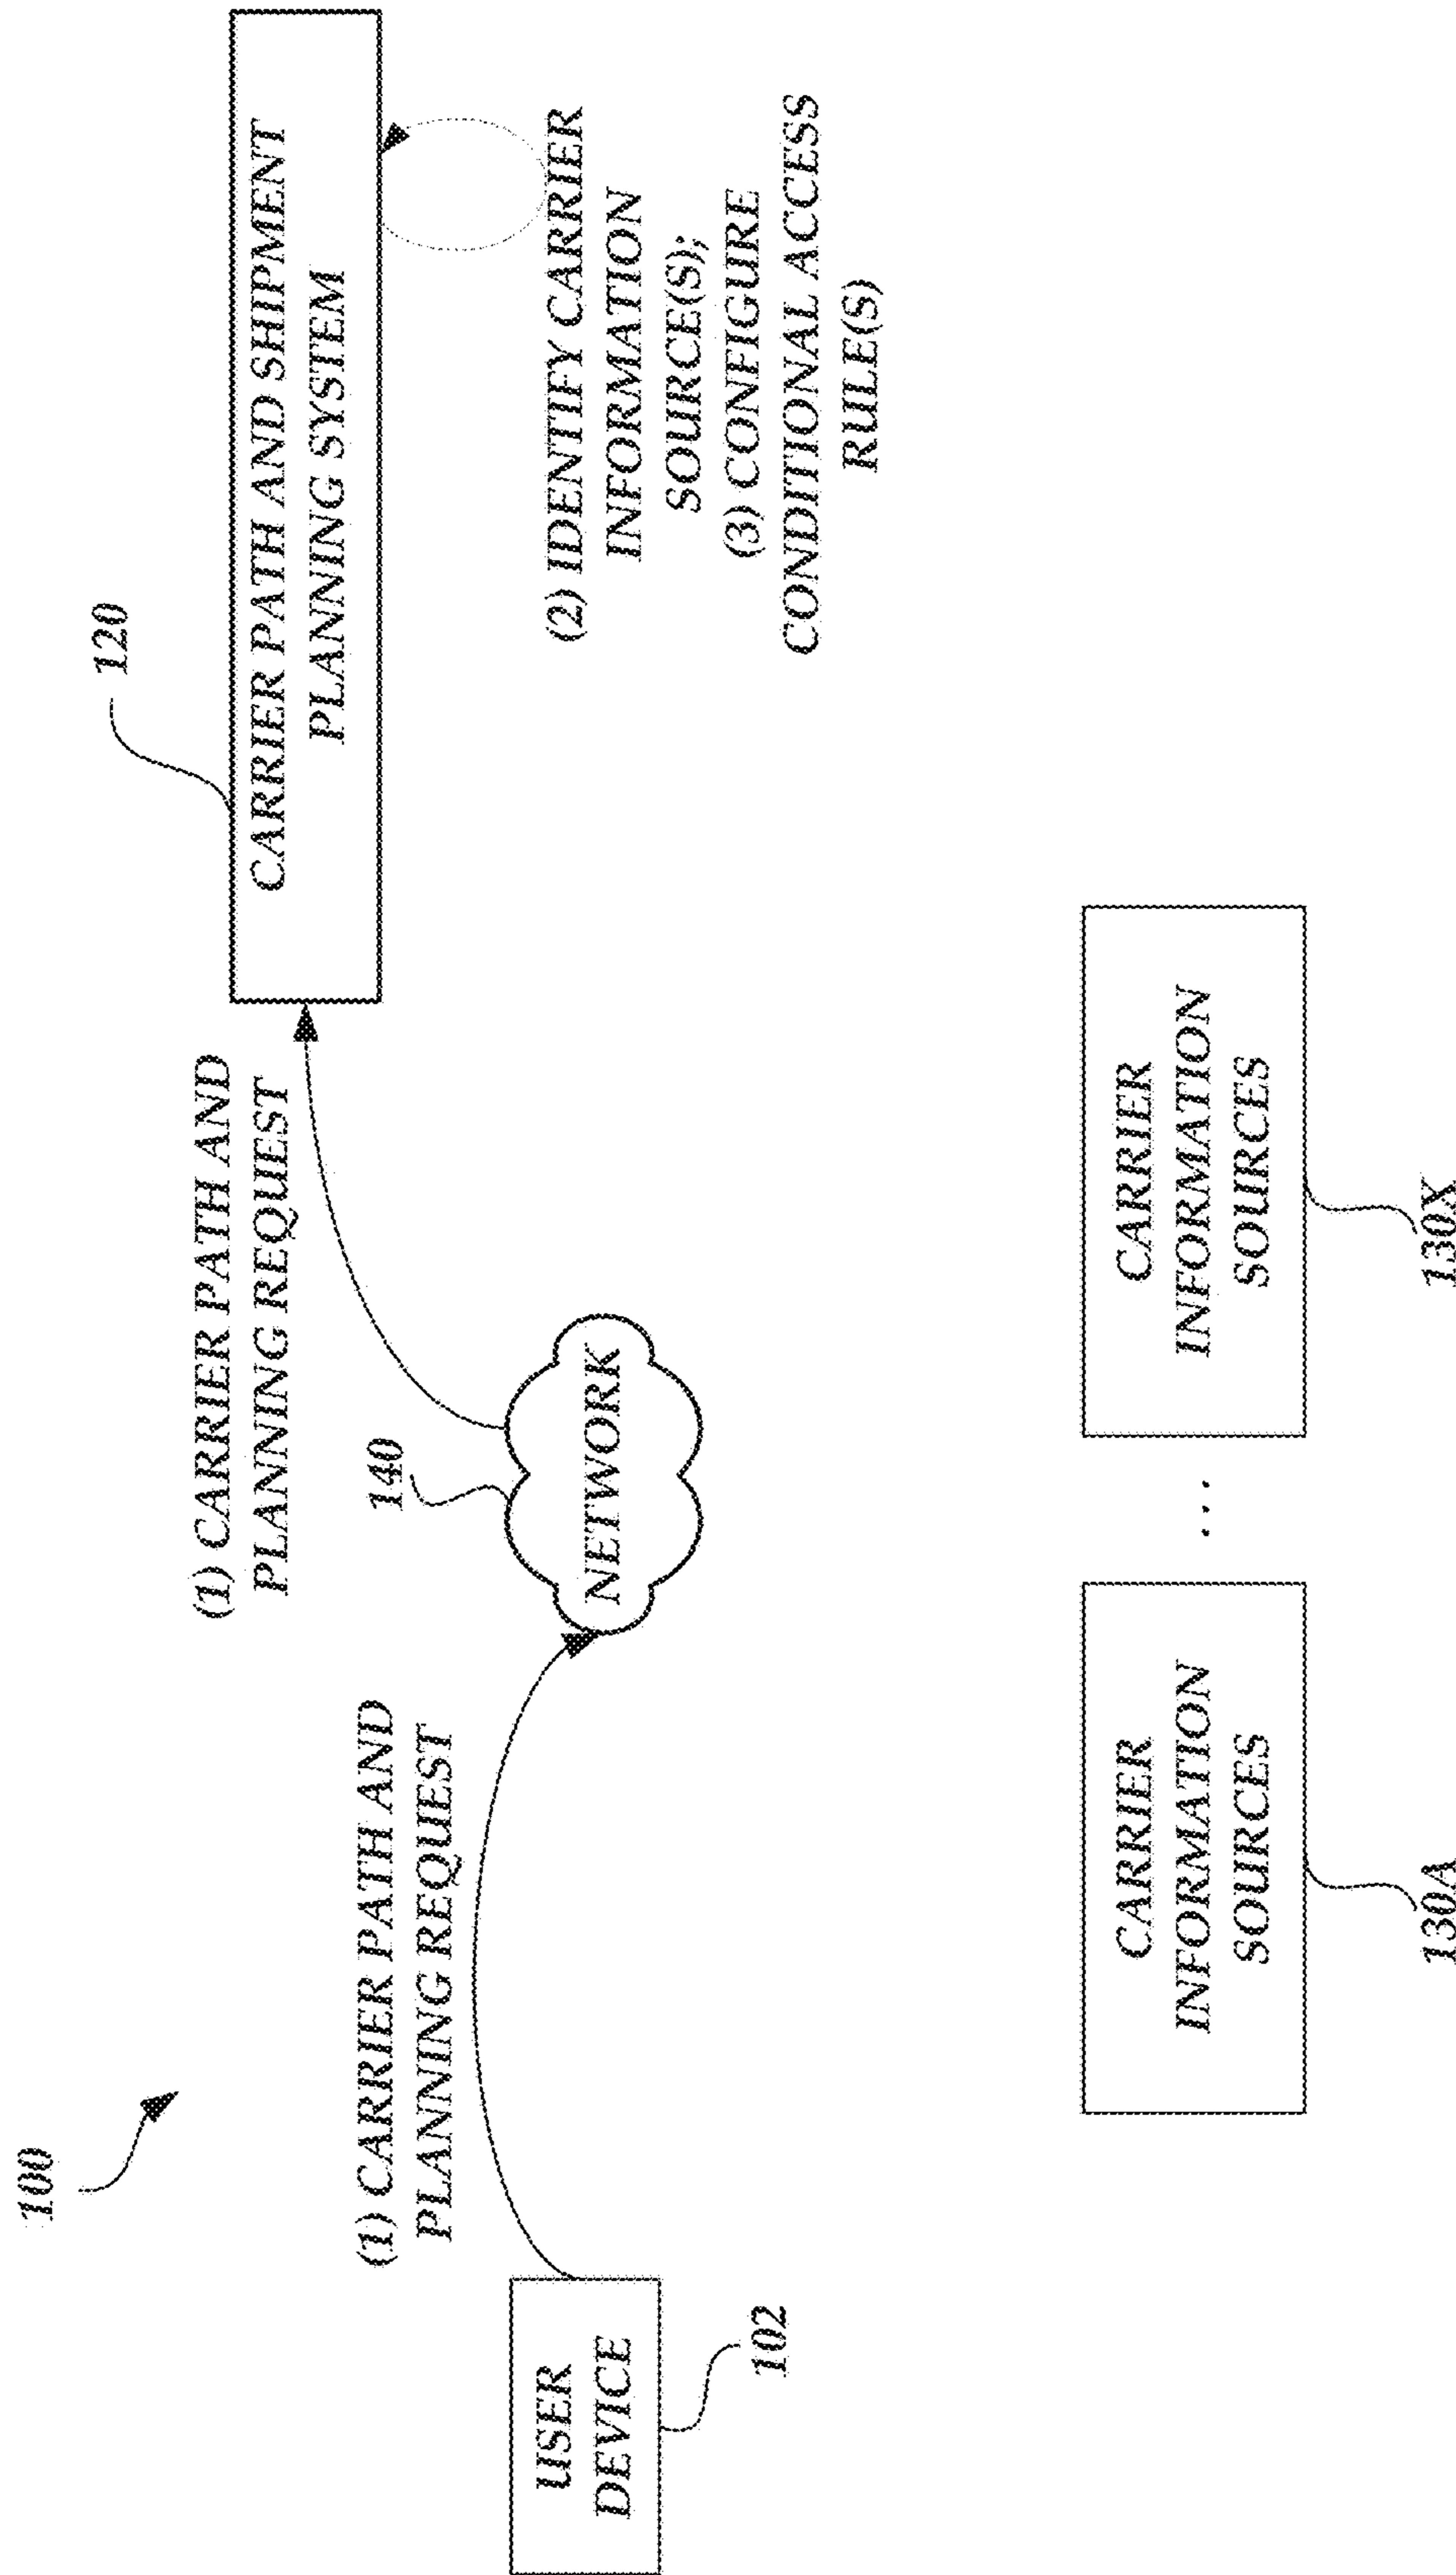 100
120
(1) CARRIER PATH AND
PLANNING REQUEST
CARRIER PATH AND SHIPMENT
PLANNING SYSTEM
(1) CARRIER PATH AND
PLANNING REQUEST
140
USER
DEVICE
102
NETWORK
(2) IDENTIFY CARRIER
INFORMATION
SOURCE(S);
(3) CONFIGURE
CONDITIONAL ACCESS
RULE(S)
CARRIER
INFORMATION
SOURCES
130A
...
CARRIER
INFORMATION
SOURCES
130X